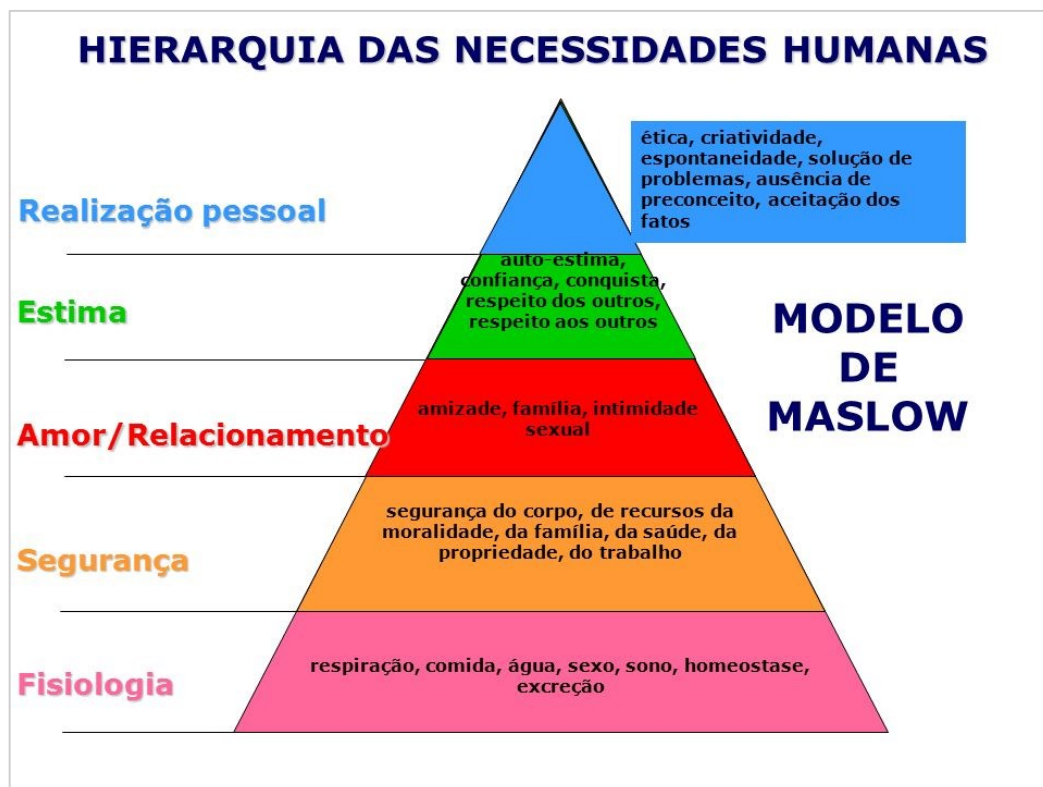 HIERARQUIA DAS NECESSIDADES HUMANAS
ética, criatividade,
espontaneidade, solução de
problemas, ausência de
preconceito, aceitação dos
fatos
Realização pessoal
auto-estima,
confiança, conquista,
respeito dos outros,
respeito aos outros
Estima
MODELO
DE
MASLOW
amizade, família, intimidade
sexual
Amor/Relacionamento
segurança do corpo, de recursos da
moralidade, da família, da saúde, da
propriedade, do trabalho
Segurança
respiração, comida, água, sexo, sono, homeostase,
excreção
Fisiologia